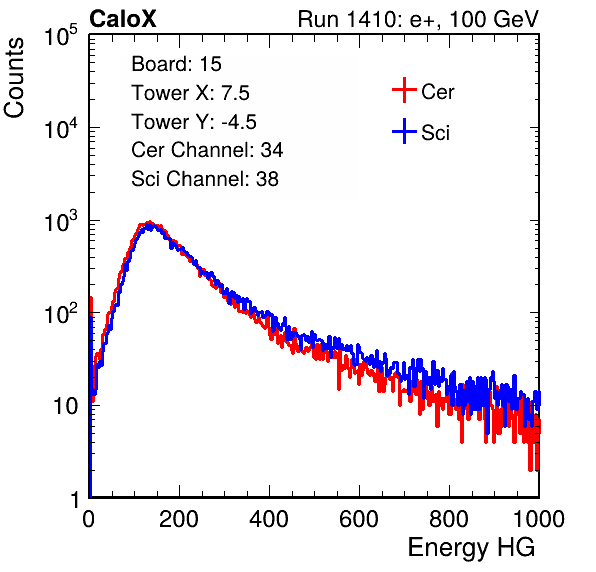 CaloX Run 1410: e+, 100 GeV
Counts
Board: 15
Tower X: 7.5
Tower Y: -4.5
Cer Channel: 34
Sci Channel: 38
Cer
Sci
10^5
10^4
10^3
10^2
10
1
0 200 400 600 800 1000
Energy HG